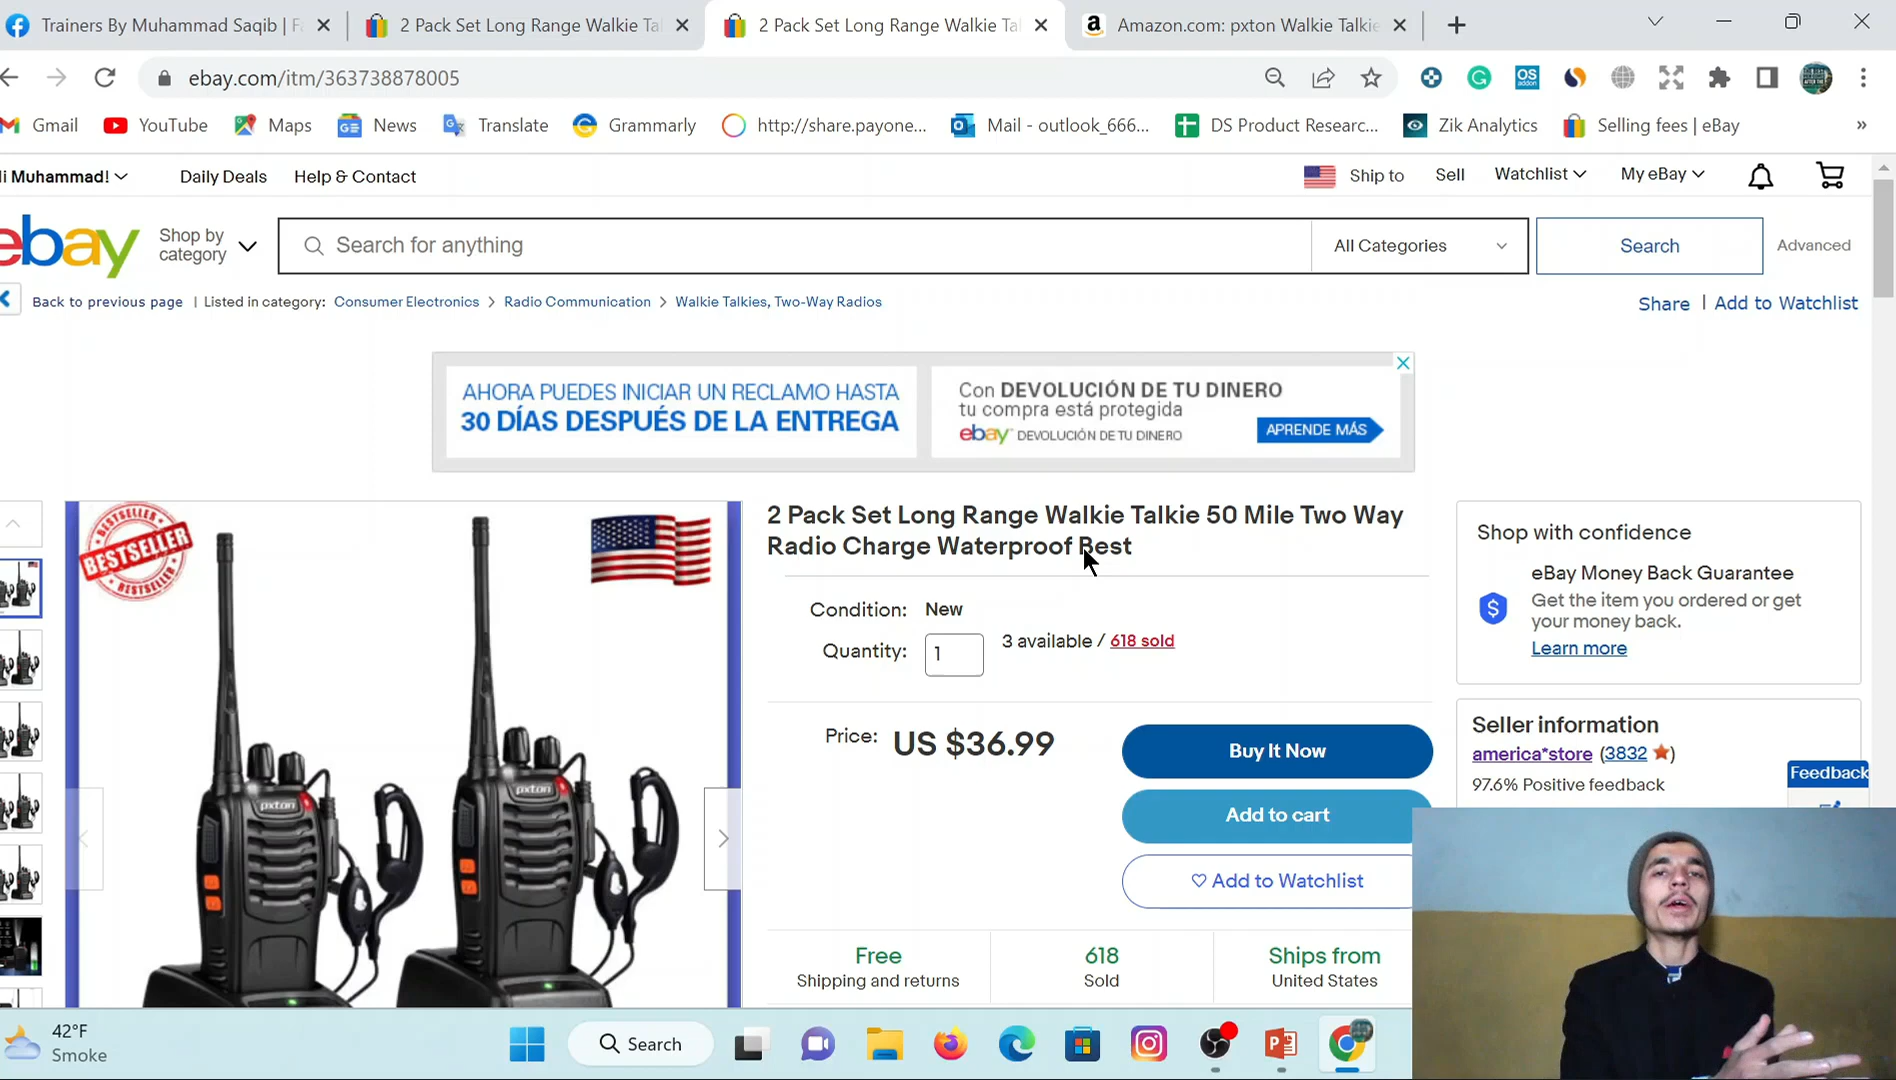 Trainers By Muhammad Saqib | F
2 Pack Set Long Range Walkie Ta
2 Pack Set Long Range Walkie Ta
Amazon.com: pxton Walkie Talkie
ebay.com/itm/363738878005
Gmail
YouTube
Maps
News
Translate
Grammarly
http://share.payone...
Mail - outlook_666...
DS Product Researc...
Zik Analytics
Selling fees | eBay
»
i Muhammad!
Daily Deals
Help & Contact
Ship to
Sell
Watchlist
My eBay
ebay
Shop by
category
Search for anything
All Categories
Search
Advanced
Back to previous page | Listed in category: Consumer Electronics > Radio Communication > Walkie Talkies, Two-Way Radios
Share | Add to Watchlist
AHORA PUEDES INICIAR UN RECLAMO HASTA
30 DÍAS DESPUÉS DE LA ENTREGA
Con DEVOLUCIÓN DE TU DINERO
tu compra está protegida
ebay DEVOLUCIÓN DE TU DINERO
APRENDE MÁS
BESTSELLER
pxton
pxton
2 Pack Set Long Range Walkie Talkie 50 Mile Two Way
Radio Charge Waterproof Best
Condition: New
Quantity: 1
3 available / 618 sold
Price: US $36.99
Buy It Now
Add to cart
Add to Watchlist
Free
Shipping and returns
618
Sold
Ships from
United States
Shop with confidence
eBay Money Back Guarantee
Get the item you ordered or get
your money back.
Learn more
Seller information
america*store (3832)
97.6% Positive feedback
Feedback
42°F
Smoke
Search